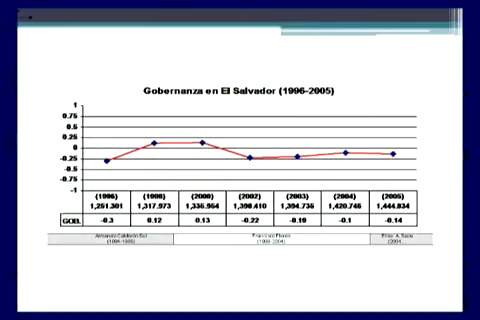 Gobernanza en El Salvador (1996-2005)
1
0.75
0.5
0.25
0
-0.25
-0.5
-0.75
-1
(1996) (1998) (2000) (2002) (2003) (2004) (2005)
1,251.301 1,317.973 1,335.954 1,398.410 1,394.735 1,420.746 1,444.834
GOB. -0.3 0.12 0.13 -0.22 -0.19 -0.1 -0.14
Armando Calderón Sol Francisco Flores Elías A. Saca
(1994-1999) (1999-2004) (2004